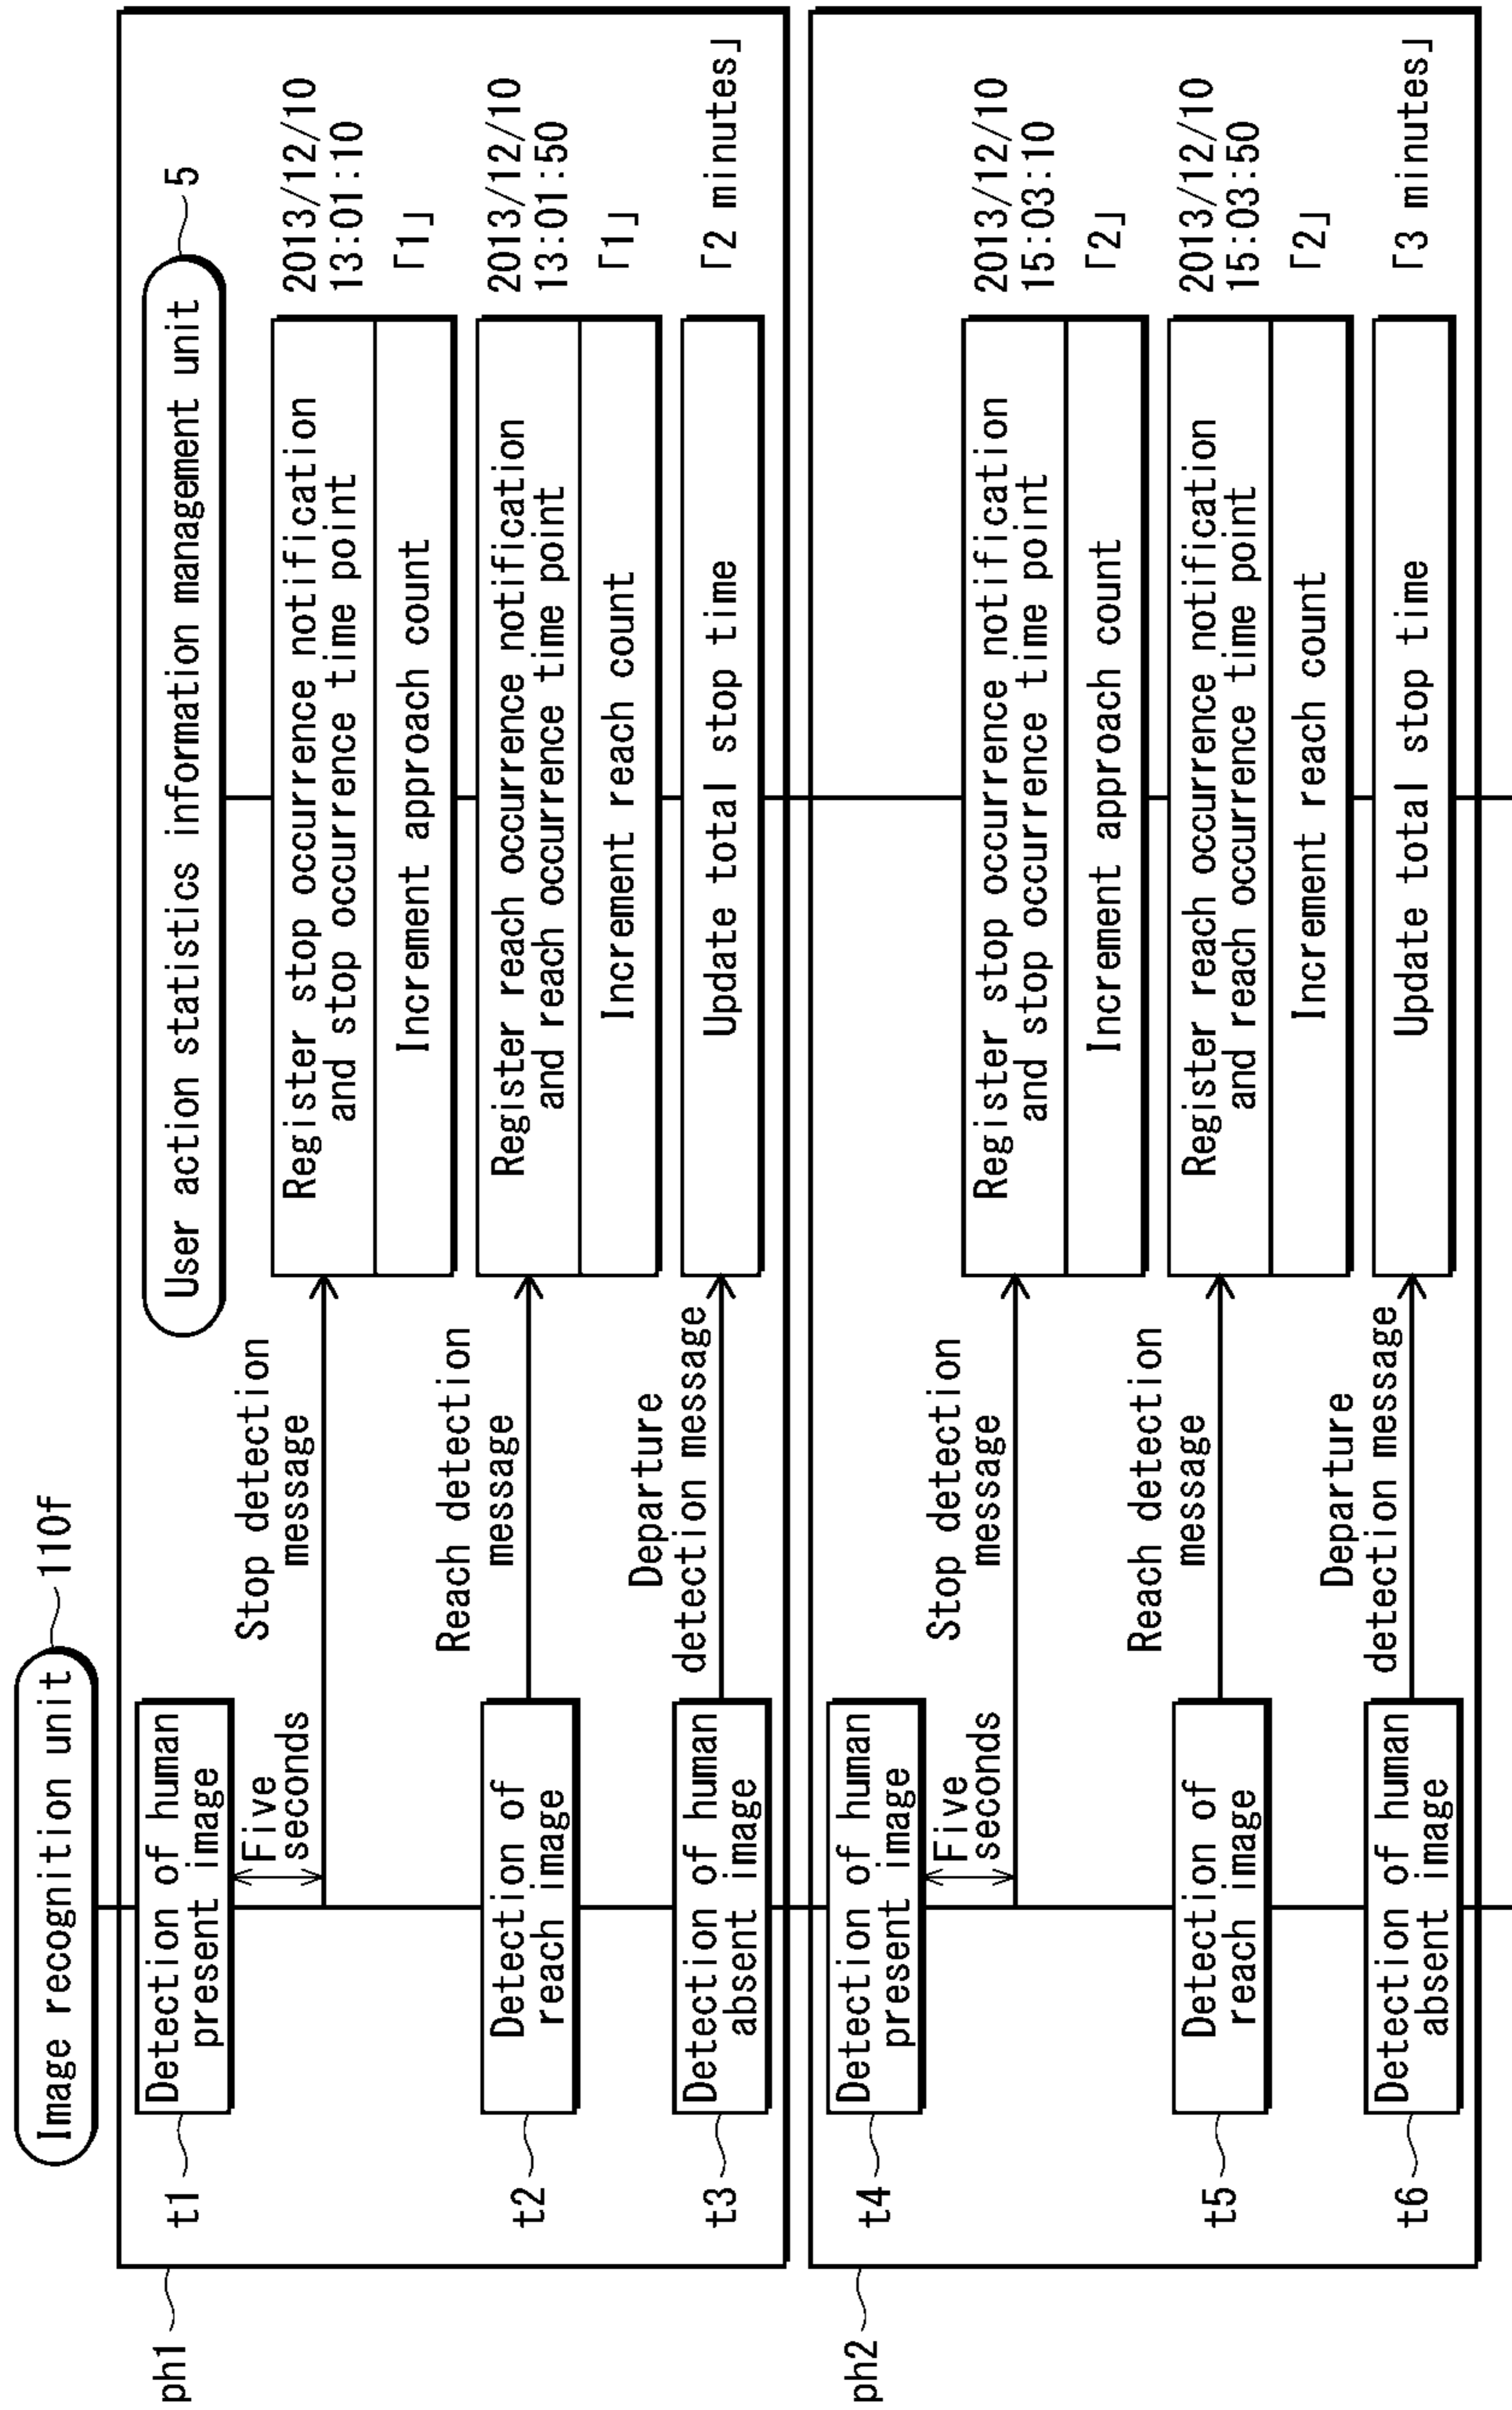 Image recognition unit
110f
User action statistics information management unit
5
ph1
t1
Detection of human
present image
Five
seconds
Stop detection
message
Register stop occurrence notification
and stop occurrence time point
2013/12/10
13:01:10
Increment approach count
「1」
t2
Detection of
reach image
Reach detection
message
Register reach occurrence notification
and reach occurrence time point
2013/12/10
13:01:50
Increment reach count
「1」
t3
Detection of human
absent image
Departure
detection message
Update total stop time
「2 minutes」
ph2
t4
Detection of human
present image
Five
seconds
Stop detection
message
Register stop occurrence notification
and stop occurrence time point
2013/12/10
15:03:10
Increment approach count
「2」
t5
Detection of
reach image
Reach detection
message
Register reach occurrence notification
and reach occurrence time point
2013/12/10
15:03:50
Increment reach count
「2」
t6
Detection of human
absent image
Departure
detection message
Update total stop time
「3 minutes」